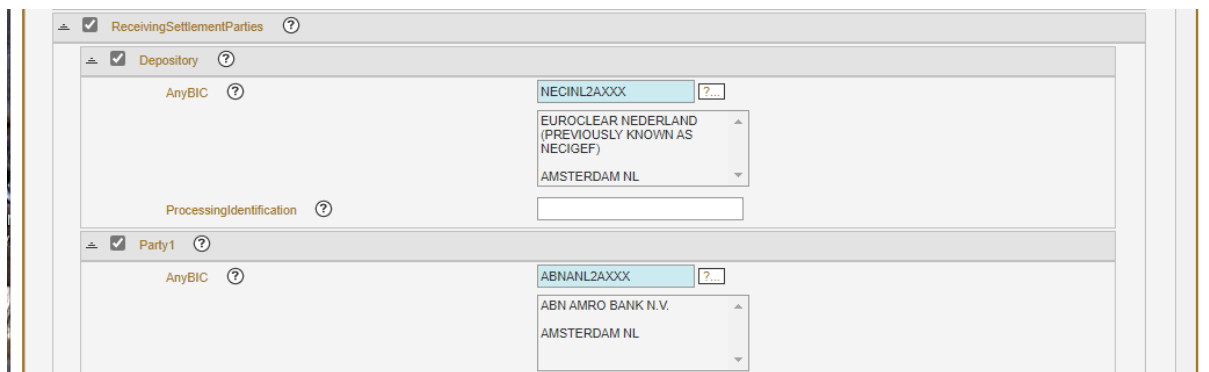 ReceivingSettlementParties ?
Depository ?
AnyBIC ? NECINL2AXXX ?...
EUROCLEAR NEDERLAND
(PREVIOUSLY KNOWN AS
NECIGEF)
AMSTERDAM NL
ProcessingIdentification ?
Party1 ?
AnyBIC ? ABNANL2AXXX ?...
ABN AMRO BANK N.V.
AMSTERDAM NL